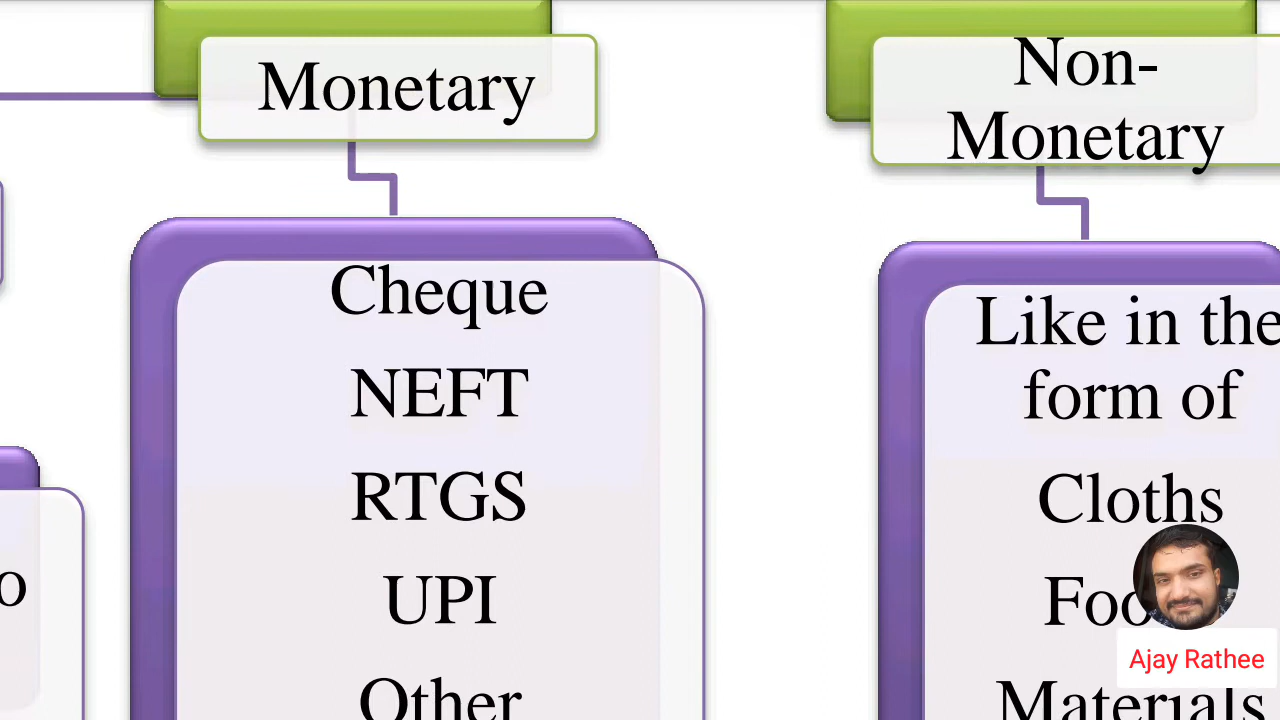 Monetary
Non-
Monetary
Cheque
NEFT
RTGS
UPI
Other
Like in the
form of
Cloths
Materials
Ajay Rathee